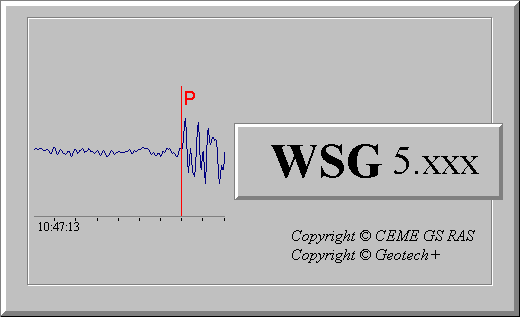 P
WSG 5.xxx
10:47:13
Copyright © CEME GS RAS
Copyright © Geotech+